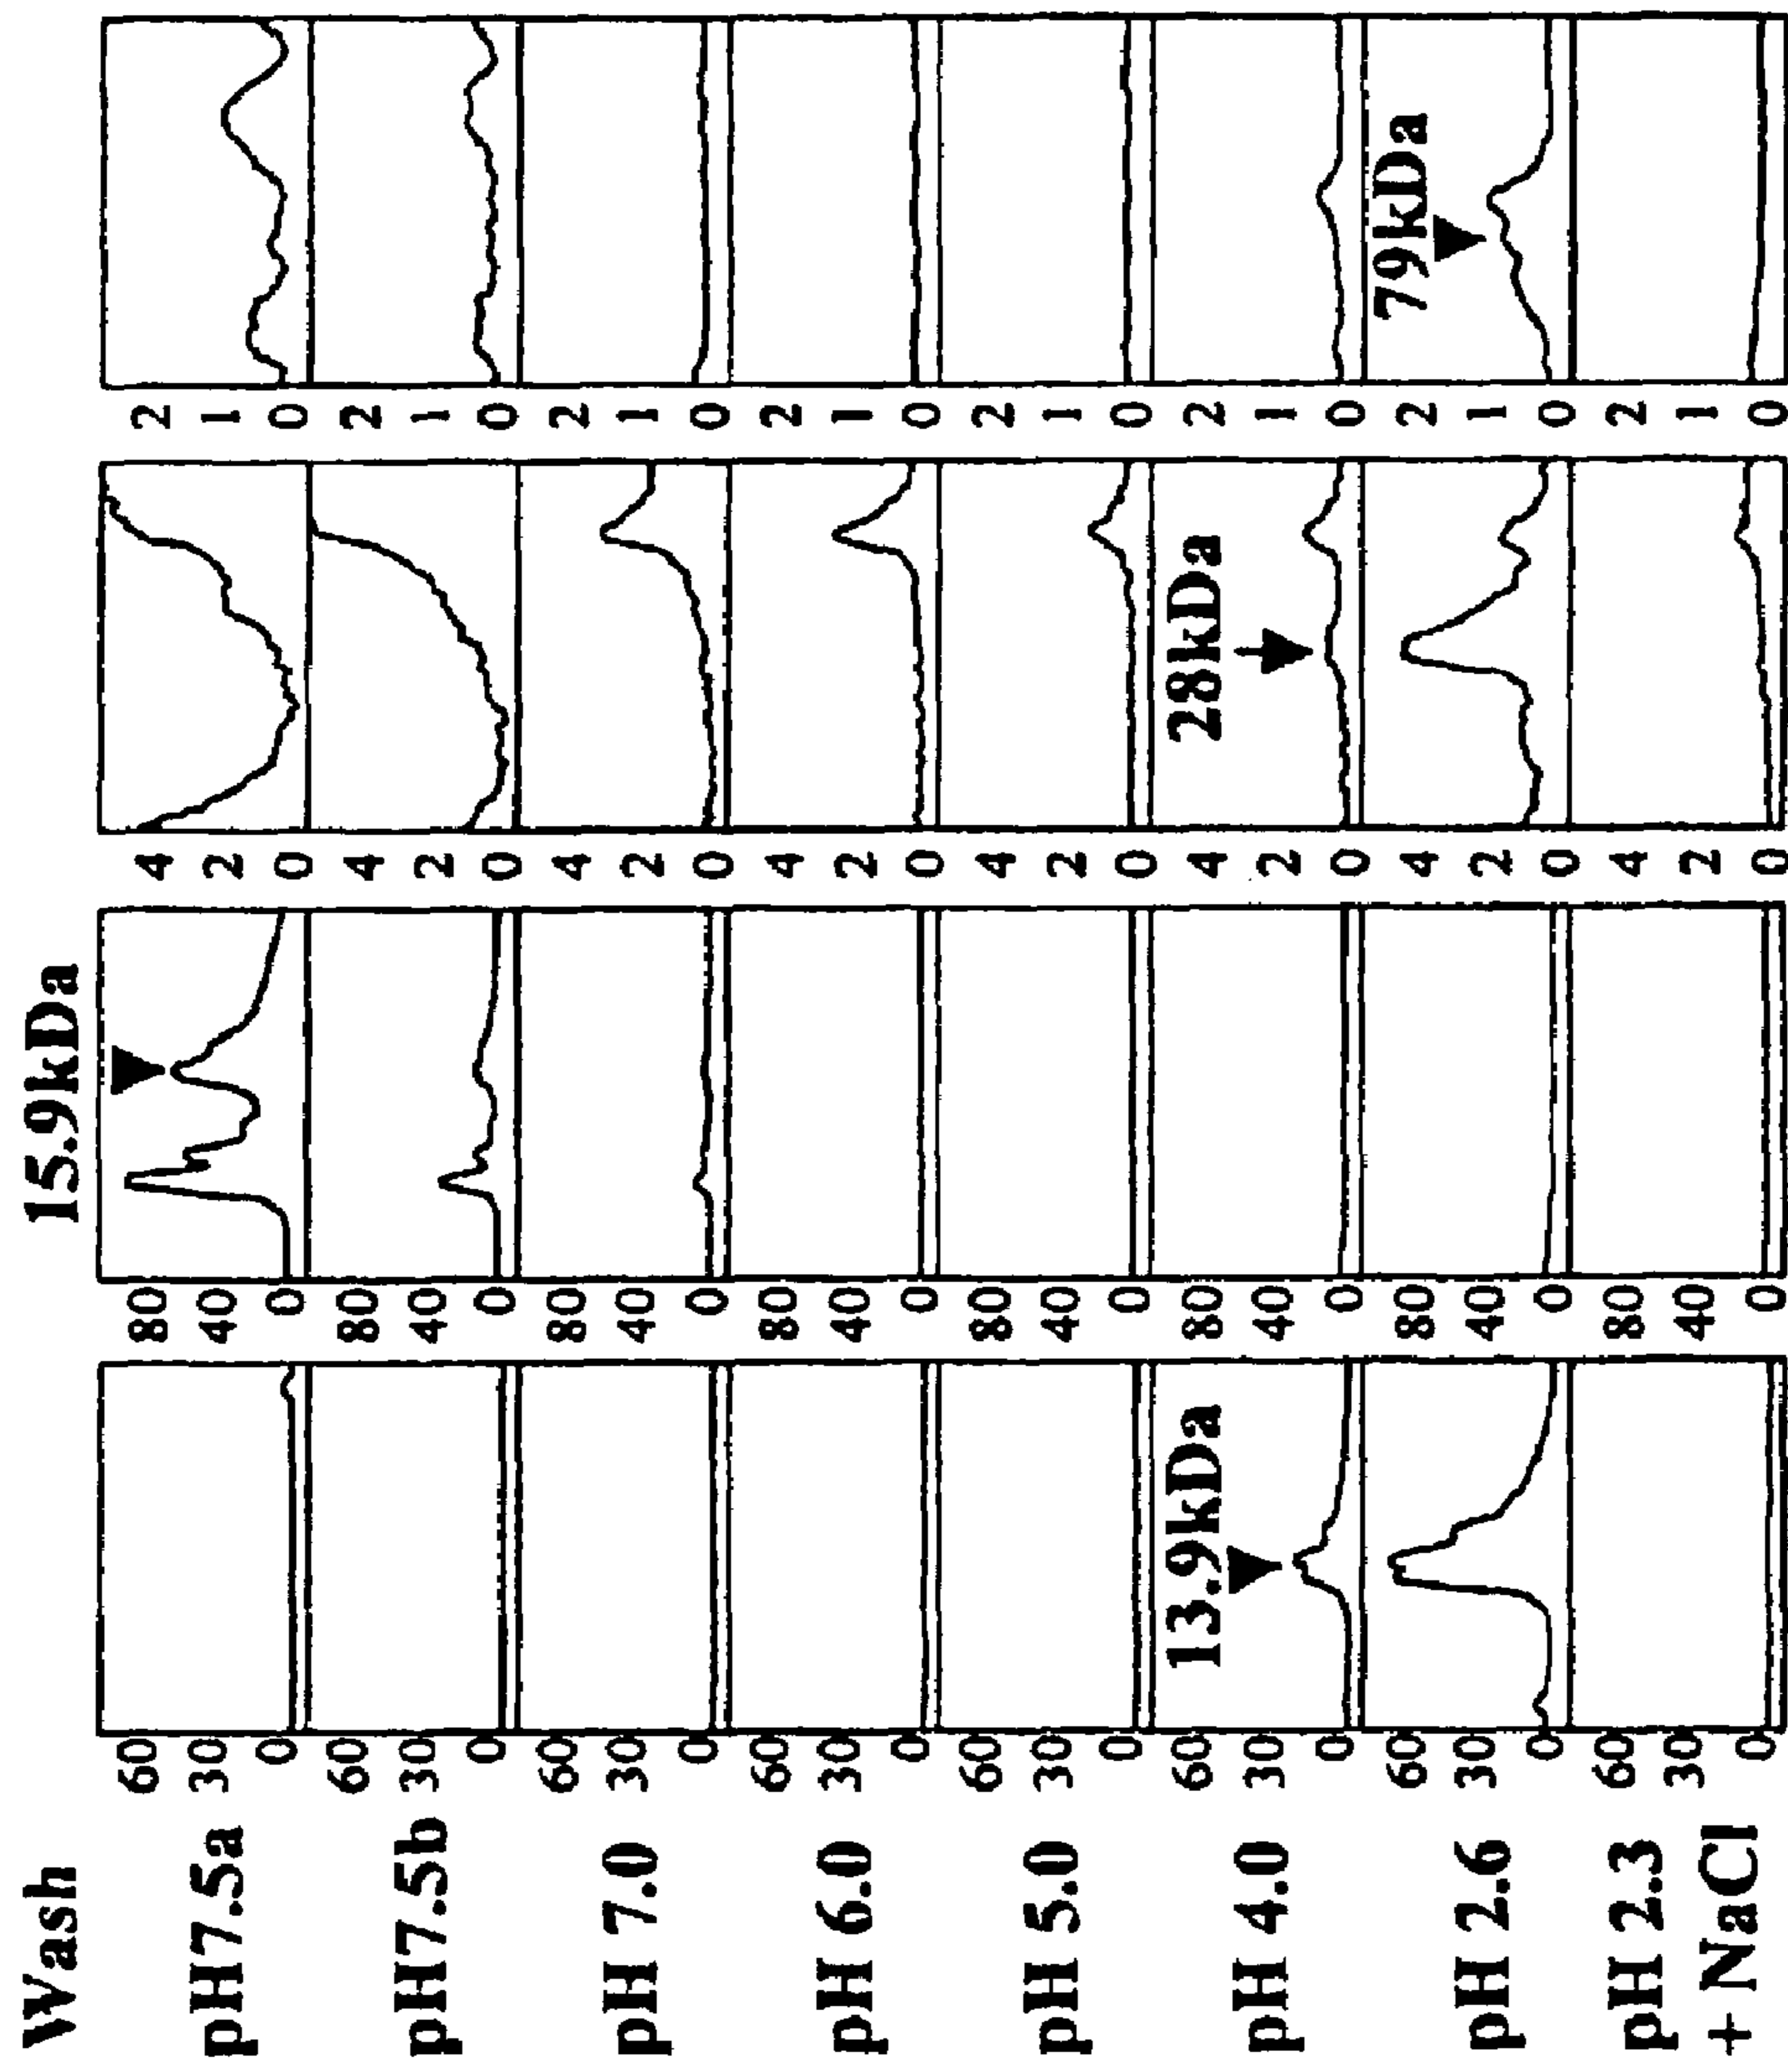 Wash 15.9kDa
60 80 4 2
pH7.5a 30 40 2 1
0 0 0 0
60 80 4 2
pH7.5b 30 40 2 1
0 0 0 0
60 80 4 2
pH 7.0 30 40 2 1
0 0 0 0
60 80 4 2
pH 6.0 30 40 2 1
0 0 0 0
60 80 4 2
pH 5.0 30 40 2 1
0 0 0 0
60 13.9kDa 80 4 28kDa 2
pH 4.0 30 40 2 1
0 0 0 0
60 80 4 2 79kDa
pH 2.6 30 40 2 1
0 0 0 0
pH 2.3 60 80 4 2
30 40 2 1
+ NaCl 0 0 0 0